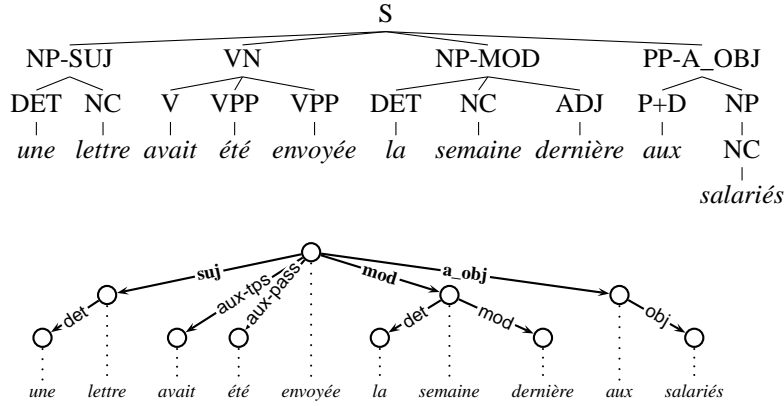 S
NP-SUJ VN NP-MOD PP-A_OBJ
DET NC V VPP VPP DET NC ADJ P+D NP
une lettre avait été envoyée la semaine dernière aux NC
salariés
suj aux-tps aux-pass mod a_obj
det det mod obj
une lettre avait été envoyée la semaine dernière aux salariés